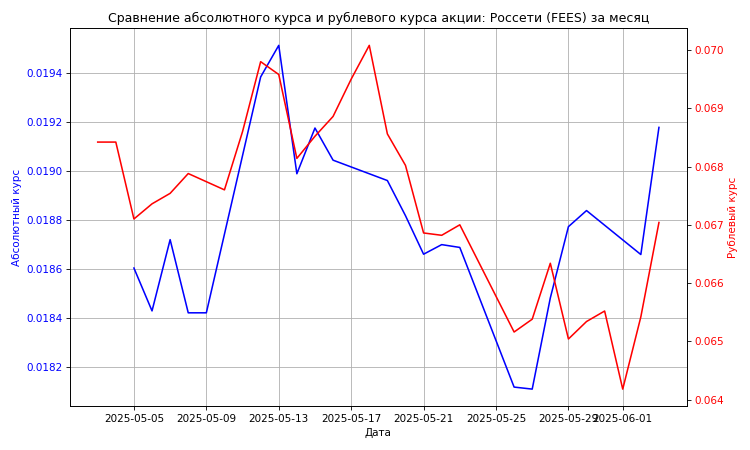 Сравнение абсолютного курса и рублевого курса акции: Россети (FEES) за месяц
Абсолютный курс
0.0194
0.0192
0.0190
0.0188
0.0186
0.0184
0.0182
0.070
0.069
0.068
0.067
0.066
0.065
0.064
Рублевый курс
2025-05-05 2025-05-09 2025-05-13 2025-05-17 2025-05-21 2025-05-25 2025-05-29 2025-06-01
Дата